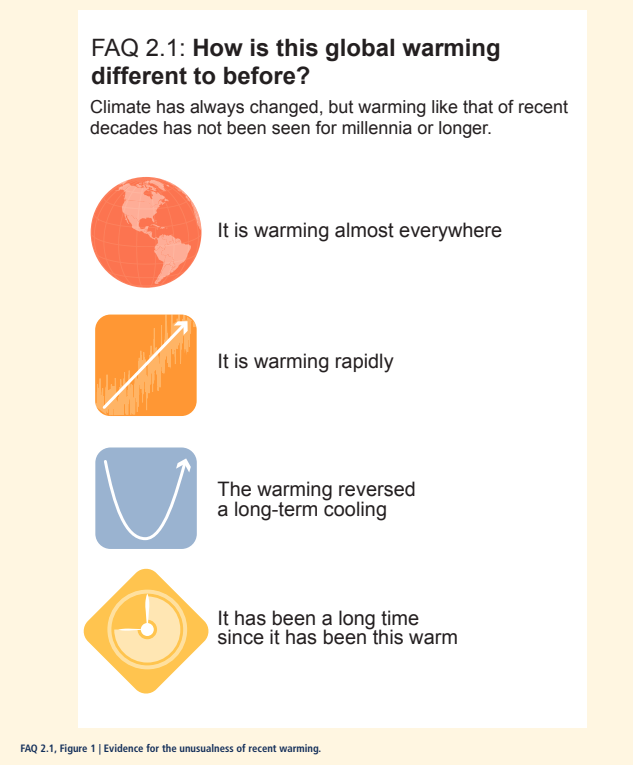 FAQ 2.1: How is this global warming
different to before?
Climate has always changed, but warming like that of recent
decades has not been seen for millennia or longer.
It is warming almost everywhere
It is warming rapidly
The warming reversed
a long-term cooling
It has been a long time
since it has been this warm
FAQ 2.1, Figure 1 | Evidence for the unusualness of recent warming.